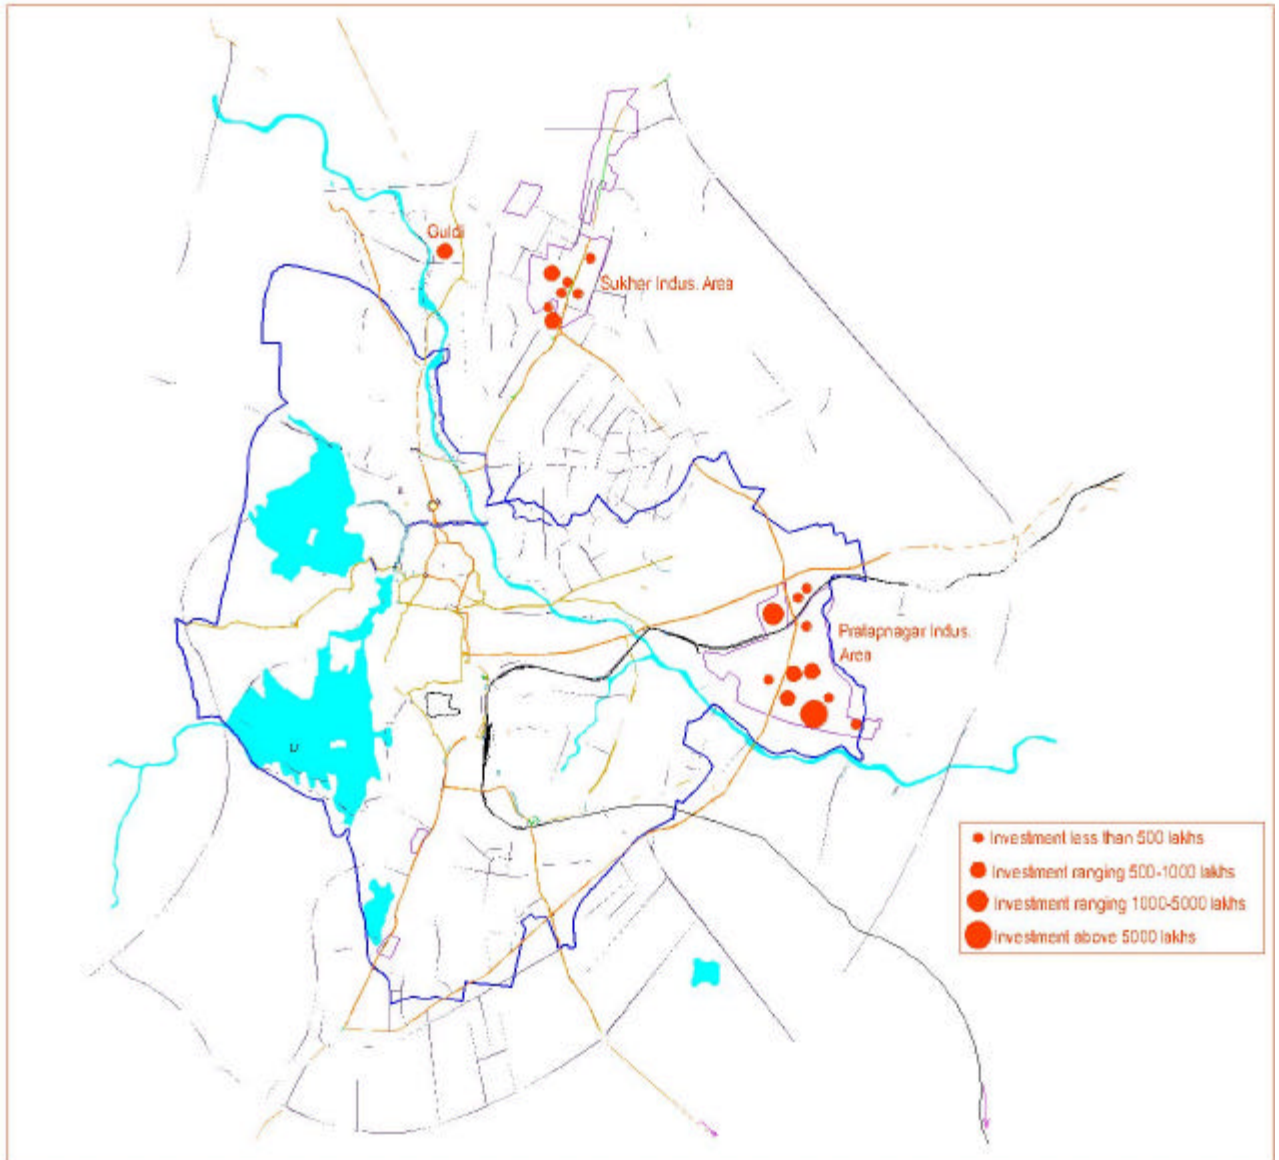 Guldi
Sukher Indus. Area
Pratapnagar Indus.
Area
Investment less than 500 lakhs
Investment ranging 500-1000 lakhs
Investment ranging 1000-5000 lakhs
Investment above 5000 lakhs